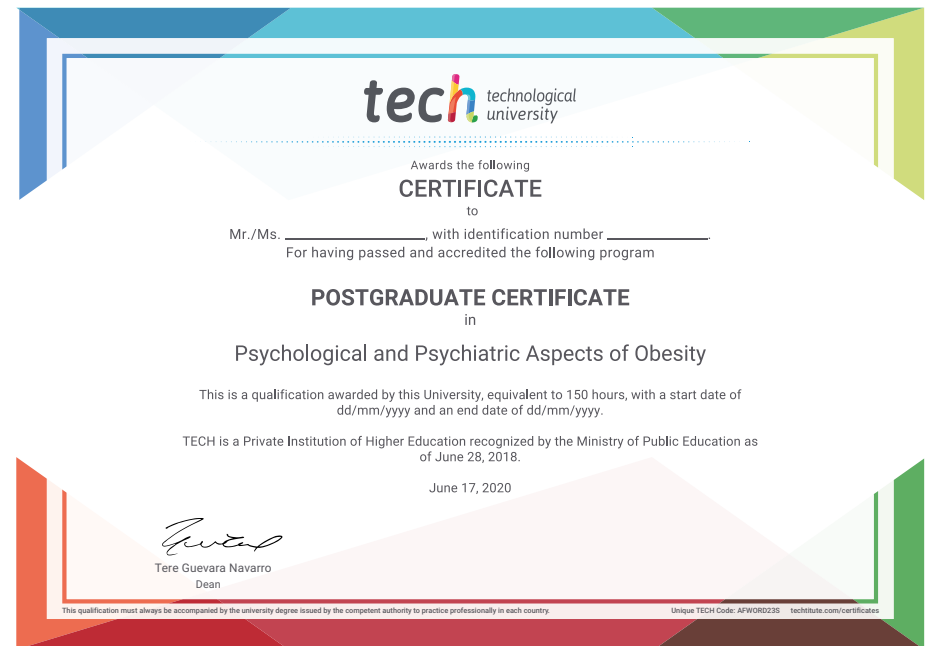 tech technological
university
Awards the following
CERTIFICATE
to
Mr./Ms. ____________________, with identification number ______________.
For having passed and accredited the following program
POSTGRADUATE CERTIFICATE
in
Psychological and Psychiatric Aspects of Obesity
This is a qualification awarded by this University, equivalent to 150 hours, with a start date of
dd/mm/yyyy and an end date of dd/mm/yyyy.
TECH is a Private Institution of Higher Education recognized by the Ministry of Public Education as
of June 28, 2018.
June 17, 2020
Tere Guevara Navarro
Dean
This qualification must always be accompanied by the university degree issued by the competent authority to practice professionally in each country. Unique TECH Code: AFWORD23S techtitute.com/certificates